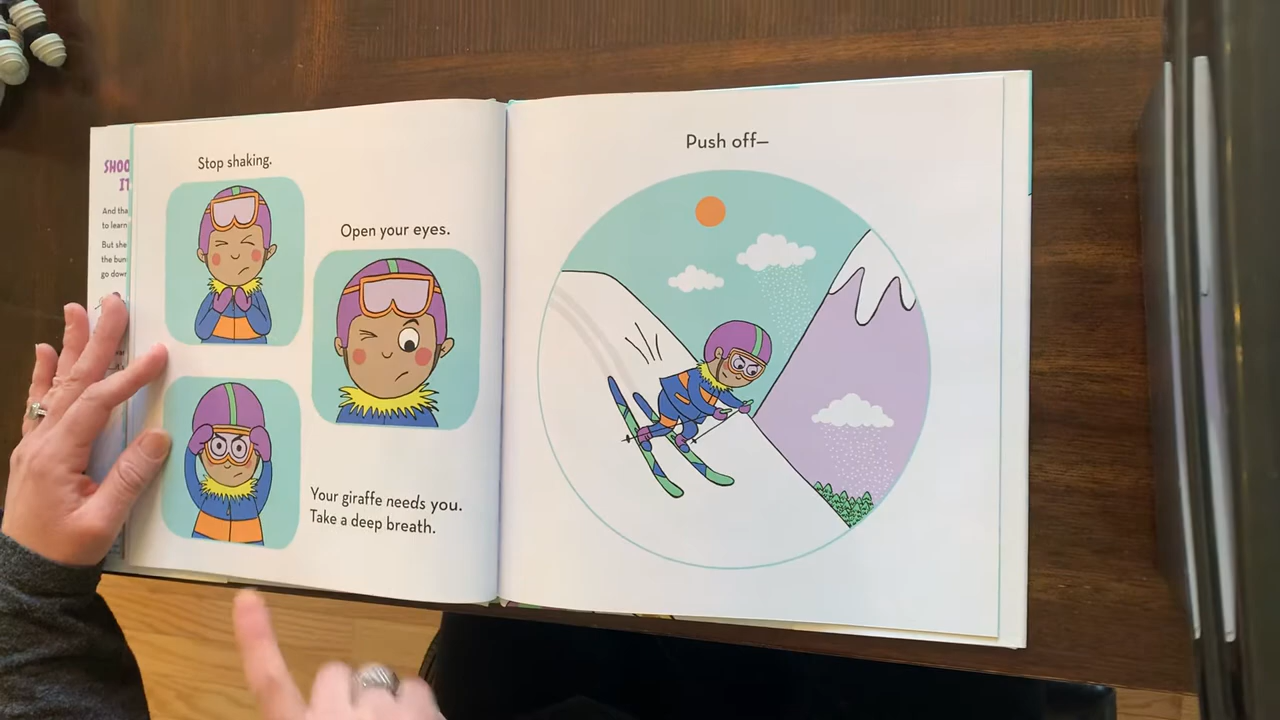 SHOO
IT
And tha
to learn
But she
the bun
go down
Stop shaking.
Open your eyes.
Your giraffe needs you.
Take a deep breath.
Push off—